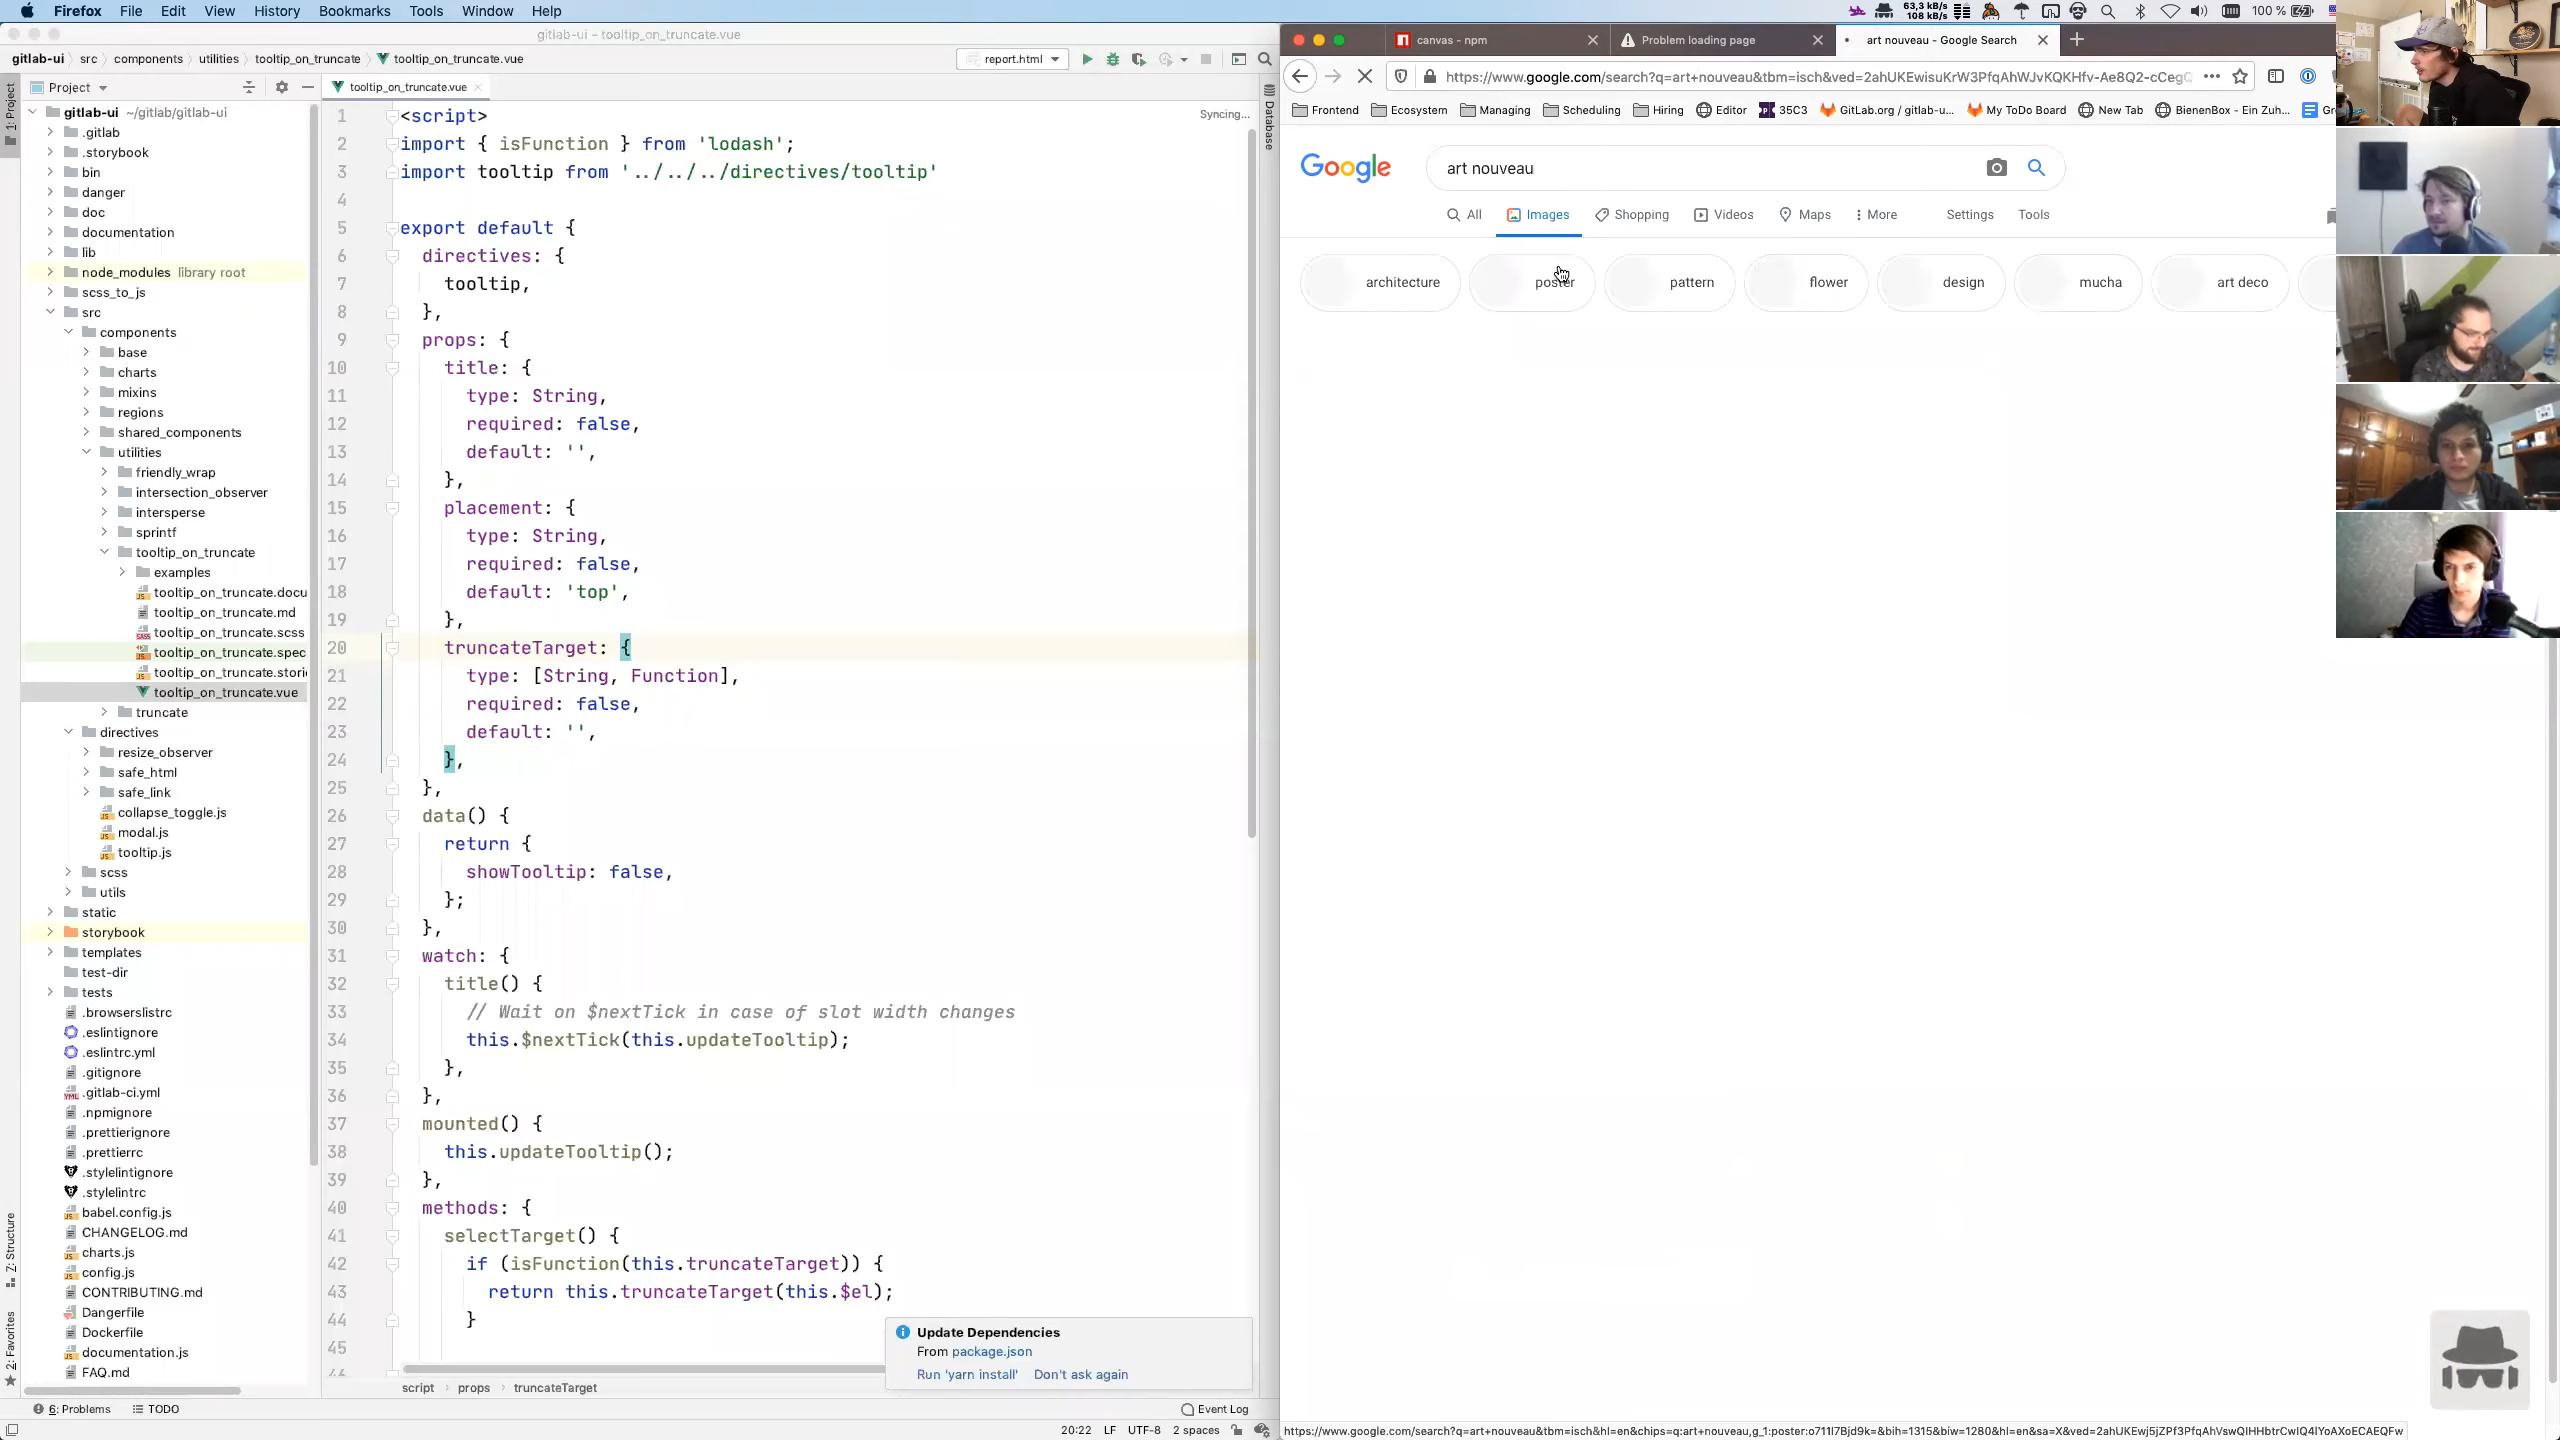 Firefox File Edit View History Bookmarks Tools Window Help
63,3 kB/s
108 kB/s
100 %
gitlab-ui – tooltip_on_truncate.vue
gitlab-ui src components utilities tooltip_on_truncate tooltip_on_truncate.vue
report.html
Project
tooltip_on_truncate.vue
1: Project
Z: Structure
2: Favorites
Database
gitlab-ui ~/gitlab/gitlab-ui
.gitlab
.storybook
bin
danger
doc
documentation
lib
node_modules library root
scss_to_js
src
components
base
charts
mixins
regions
shared_components
utilities
friendly_wrap
intersection_observer
intersperse
sprintf
tooltip_on_truncate
examples
tooltip_on_truncate.docu
tooltip_on_truncate.md
tooltip_on_truncate.scss
tooltip_on_truncate.spec
tooltip_on_truncate.stori
tooltip_on_truncate.vue
truncate
directives
resize_observer
safe_html
safe_link
collapse_toggle.js
modal.js
tooltip.js
scss
utils
static
storybook
templates
test-dir
tests
.browserslistrc
.eslintignore
.eslintrc.yml
.gitignore
.gitlab-ci.yml
.npmignore
.prettierignore
.prettierrc
.stylelintignore
.stylelintrc
babel.config.js
CHANGELOG.md
charts.js
config.js
CONTRIBUTING.md
Dangerfile
Dockerfile
documentation.js
FAQ.md
Syncing...
1 <script>
2 import { isFunction } from 'lodash';
3 import tooltip from '../../../directives/tooltip'
4
5 export default {
6 directives: {
7 tooltip,
8 },
9 props: {
10 title: {
11 type: String,
12 required: false,
13 default: '',
14 },
15 placement: {
16 type: String,
17 required: false,
18 default: 'top',
19 },
20 truncateTarget: {
21 type: [String, Function],
22 required: false,
23 default: '',
24 },
25 },
26 data() {
27 return {
28 showTooltip: false,
29 };
30 },
31 watch: {
32 title() {
33 // Wait on $nextTick in case of slot width changes
34 this.$nextTick(this.updateTooltip);
35 },
36 },
37 mounted() {
38 this.updateTooltip();
39 },
40 methods: {
41 selectTarget() {
42 if (isFunction(this.truncateTarget)) {
43 return this.truncateTarget(this.$el);
44 }
45
Update Dependencies
From package.json
Run 'yarn install' Don't ask again
script props truncateTarget
6: Problems TODO
Event Log
20:22 LF UTF-8 2 spaces
canvas - npm
Problem loading page
art nouveau - Google Search
https://www.google.com/search?q=art+nouveau&tbm=isch&ved=2ahUKEwisuKrW3PfqAhWJvKQKHfv-Ae8Q2-cCegQ
Frontend Ecosystem Managing Scheduling Hiring Editor 35C3 GitLab.org / gitlab-u... My ToDo Board New Tab BienenBox - Ein Zuh...
Google
art nouveau
All Images Shopping Videos Maps More Settings Tools
architecture poster pattern flower design mucha art deco
https://www.google.com/search?q=art+nouveau&tbm=isch&hl=en&chips=q:art+nouveau,g_1:poster:o711I7Bjd9k=&bih=1315&biw=1280&hl=en&sa=X&ved=2ahUKEwj5jZPf3PfqAhVswQIHHbtrCwIQ4lYoAXoECAEQFw